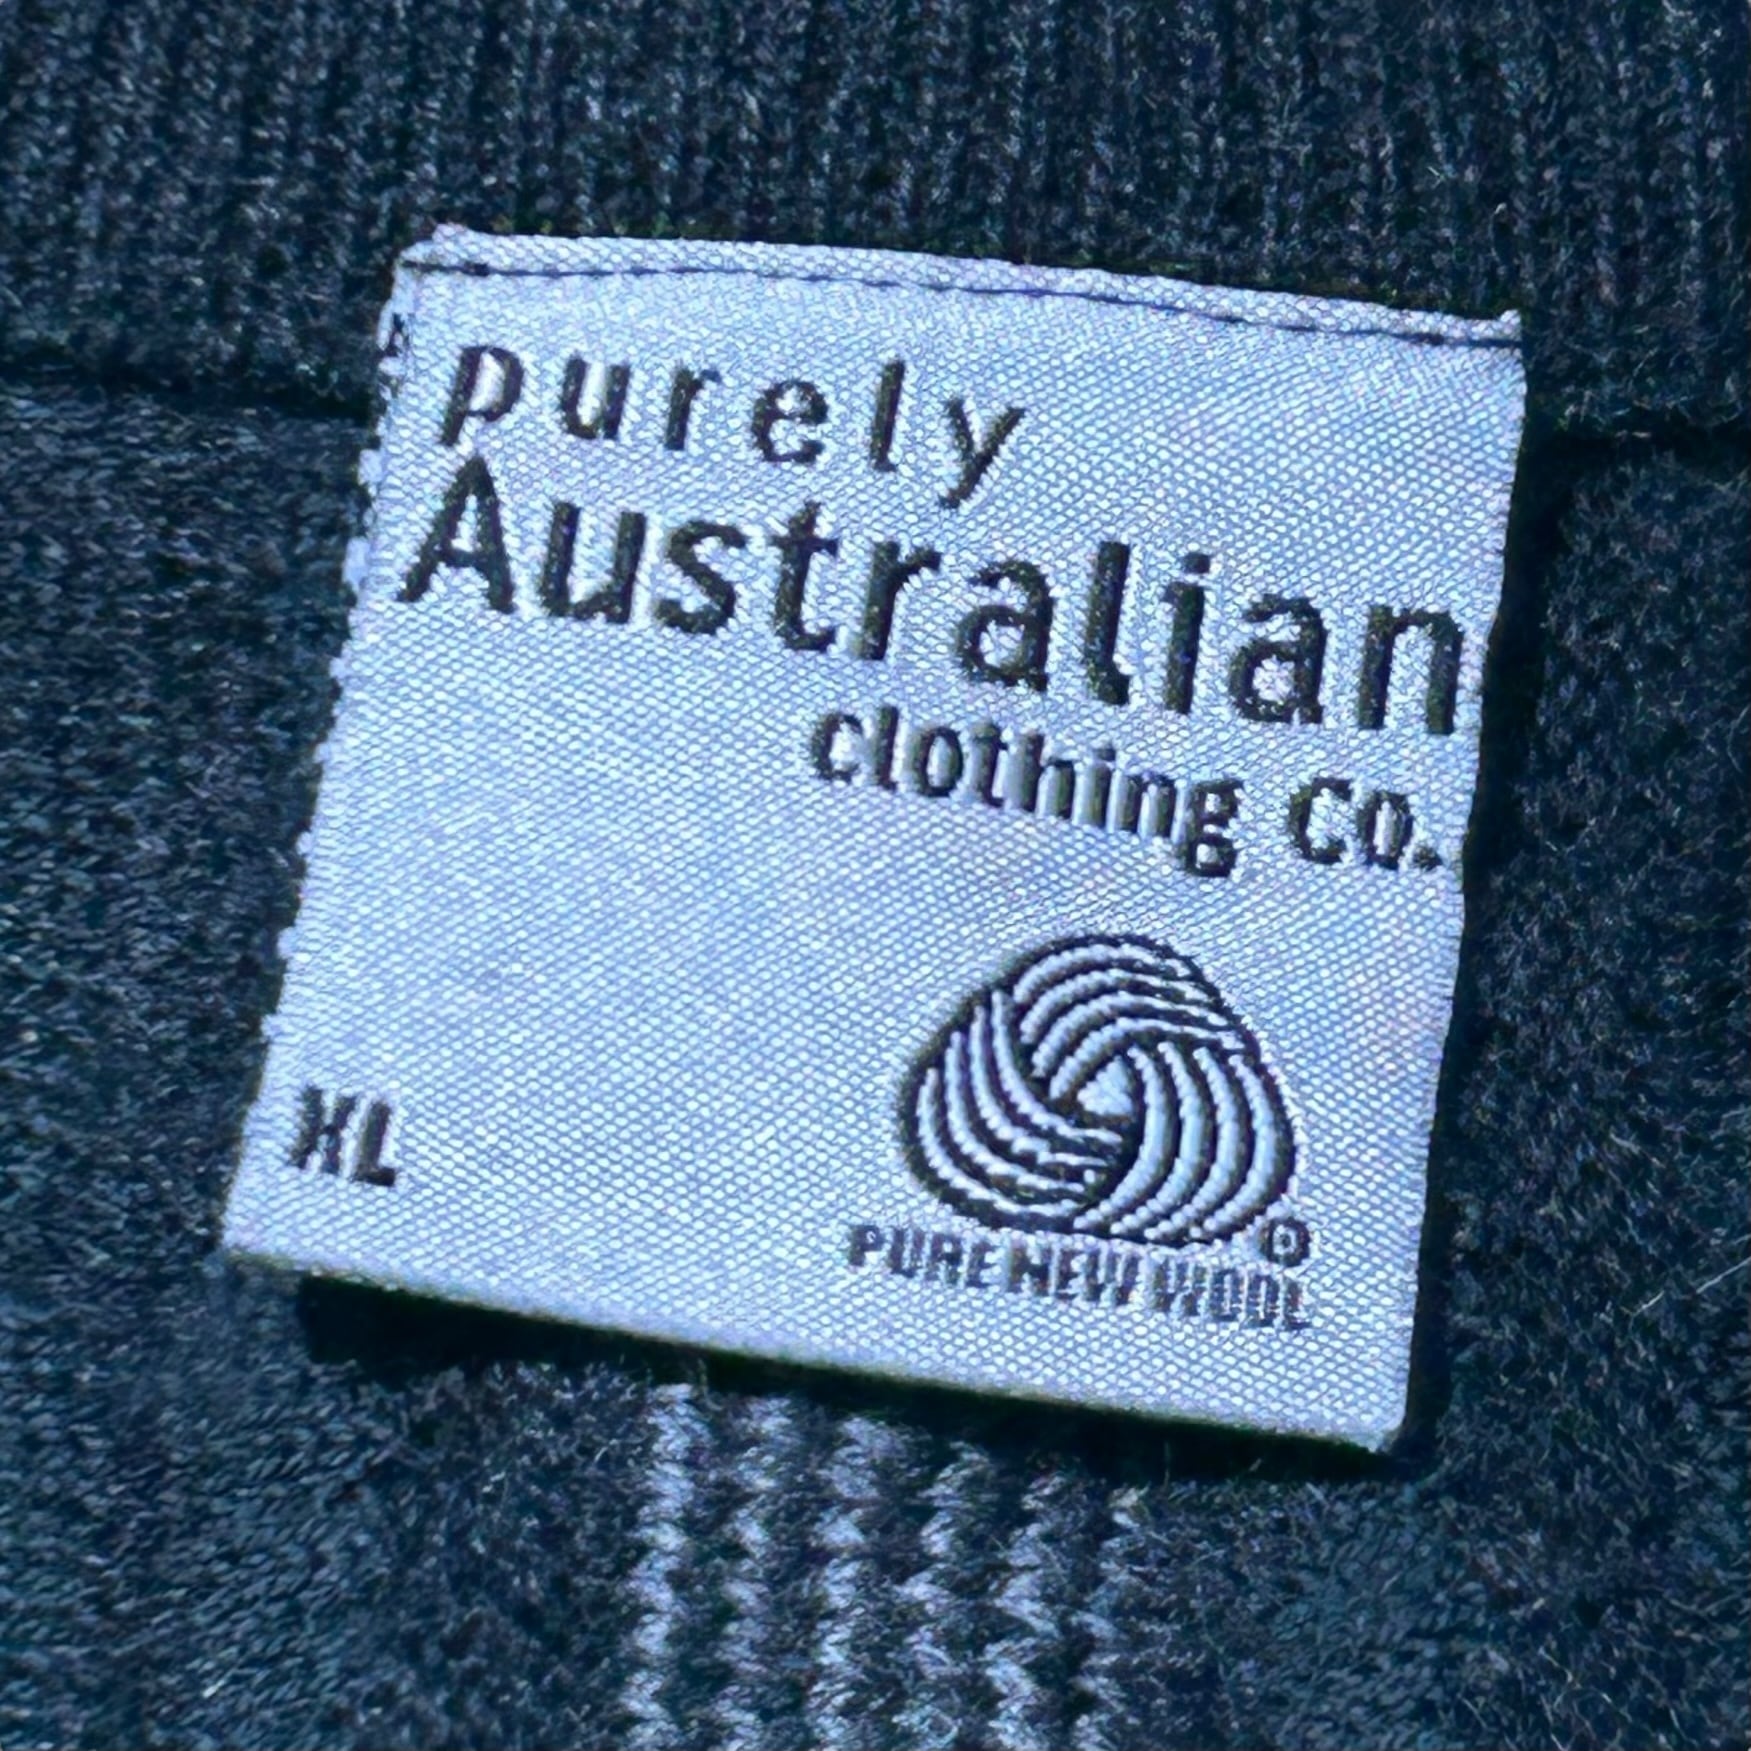 purely
Australian
clothing co.
XL
®
PURE NEW WOOL